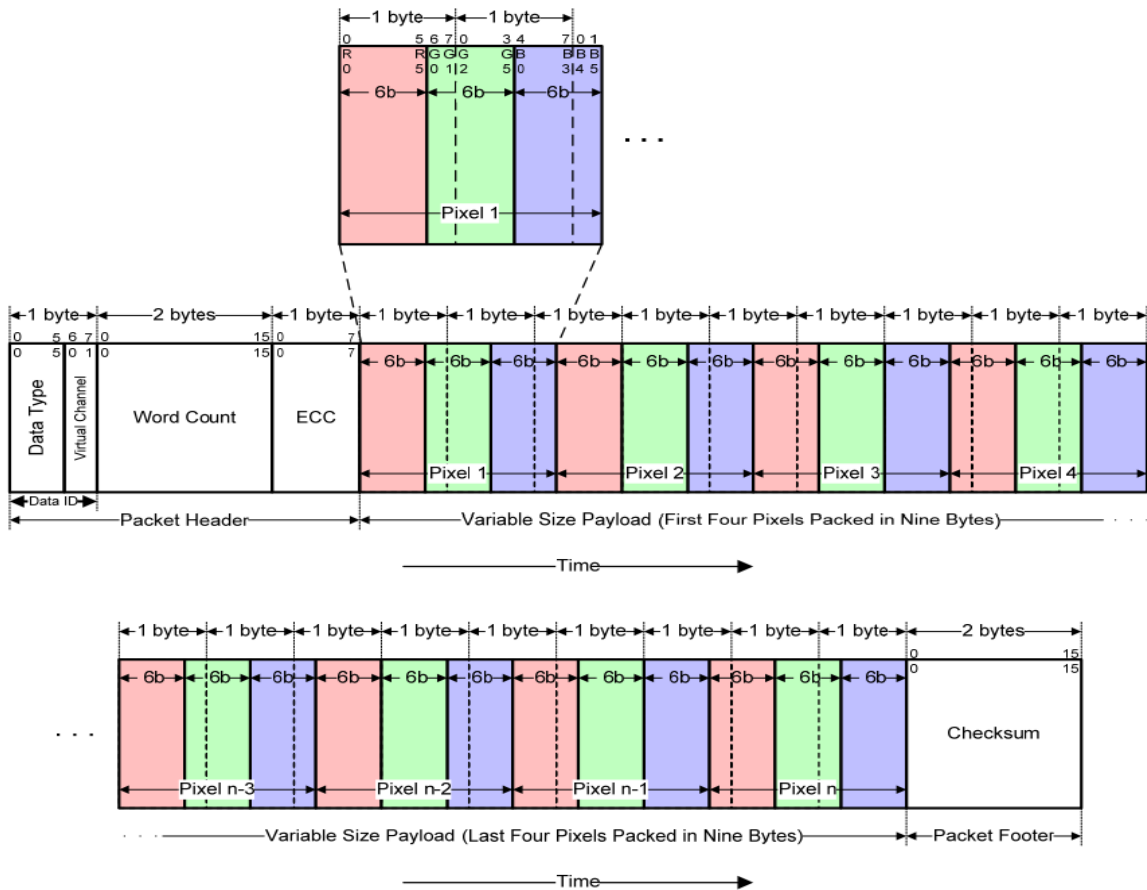 1 byte 1 byte
0 5 6 7 0 3 4 7 0 1
R R G G G G B B B B
0 5 0 1 2 5 0 3 4 5
6b 6b 6b
. . .
Pixel 1
1 byte 2 bytes 1 byte 1 byte 1 byte 1 byte 1 byte 1 byte 1 byte 1 byte 1 byte 1 byte
0 5 6 7 0 15 0 7
0 5 0 1 0 15 0 7
6b 6b 6b 6b 6b 6b 6b 6b 6b 6b 6b 6b
Data Type
Virtual Channel
Word Count
ECC
Pixel 1 Pixel 2 Pixel 3 Pixel 4
Data ID
Packet Header
Variable Size Payload (First Four Pixels Packed in Nine Bytes)
Time
1 byte 1 byte 1 byte 1 byte 1 byte 1 byte 1 byte 1 byte 1 byte 2 bytes
0 15
0 15
6b 6b 6b 6b 6b 6b 6b 6b 6b 6b 6b 6b
. . .
Checksum
Pixel n-3 Pixel n-2 Pixel n-1 Pixel n
Variable Size Payload (Last Four Pixels Packed in Nine Bytes)
Packet Footer
Time